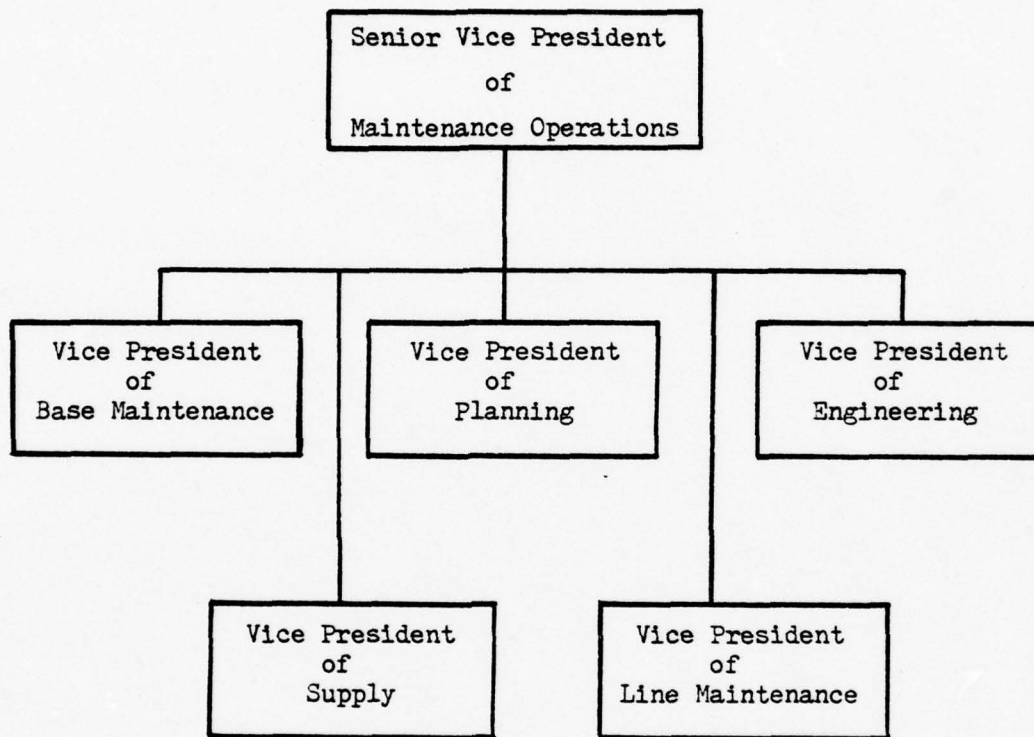 Senior Vice President
of
Maintenance Operations
Vice President
of
Base Maintenance
Vice President
of
Planning
Vice President
of
Engineering
Vice President
of
Supply
Vice President
of
Line Maintenance